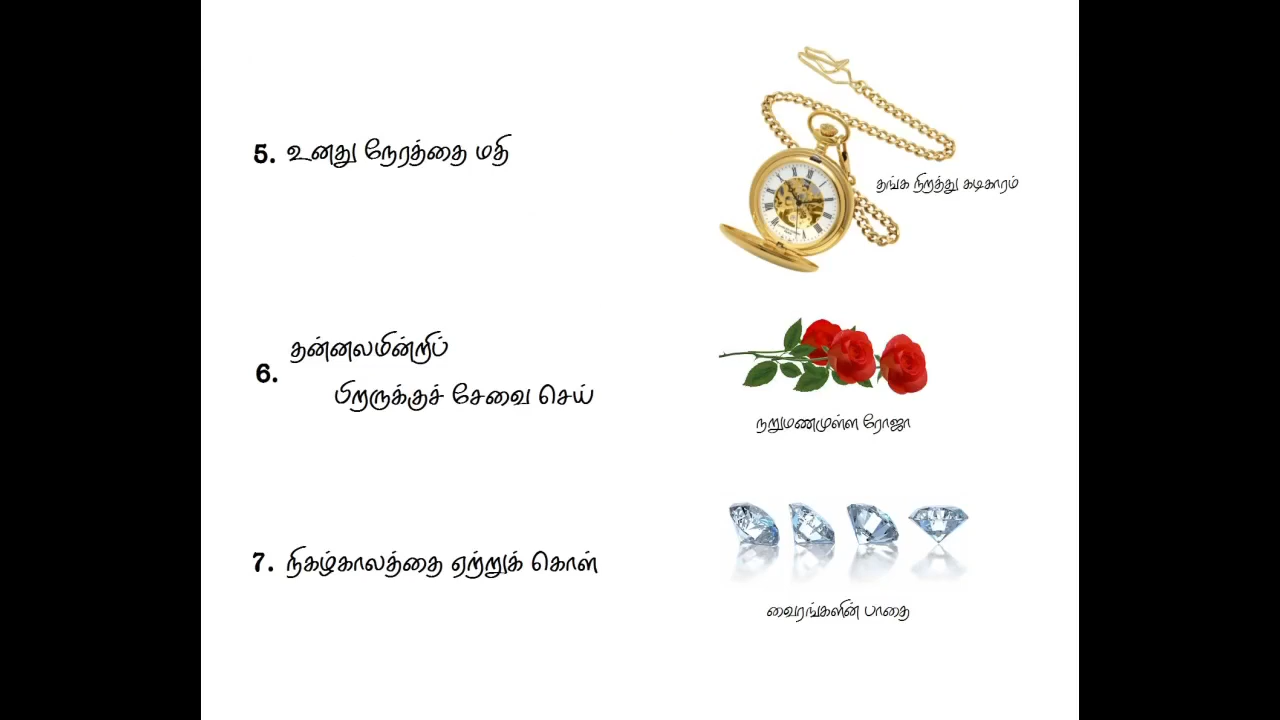 5. உனது நேரத்தை மதி
தங்க நிறத்து கடிகாரம்
6. தன்னலமின்றிப்
பிறருக்குச் சேவை செய்
நறுமணமுள்ள ரோஜா
7. நிகழ்காலத்தை ஏற்றுக் கொள்
வைரங்களின் பாதை